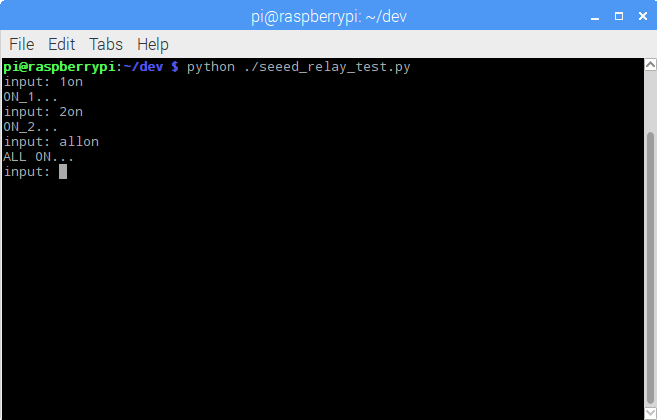 pi@raspberrypi: ~/dev
File Edit Tabs Help
pi@raspberrypi:~/dev $ python ./seeed_relay_test.py
input: 1on
ON_1...
input: 2on
ON_2...
input: allon
ALL ON...
input: